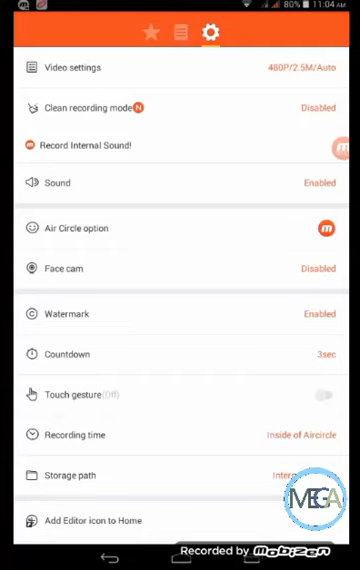 80% 11:04 AM
Video settings 480P/2.5M/Auto
Clean recording mode N Disabled
Record Internal Sound!
Sound Enabled
Air Circle option
Face cam Disabled
Watermark Enabled
Countdown 3sec
Touch gesture(Off)
Recording time Inside of Aircircle
Storage path
MEGA
Add Editor icon to Home
Recorded by mobizen